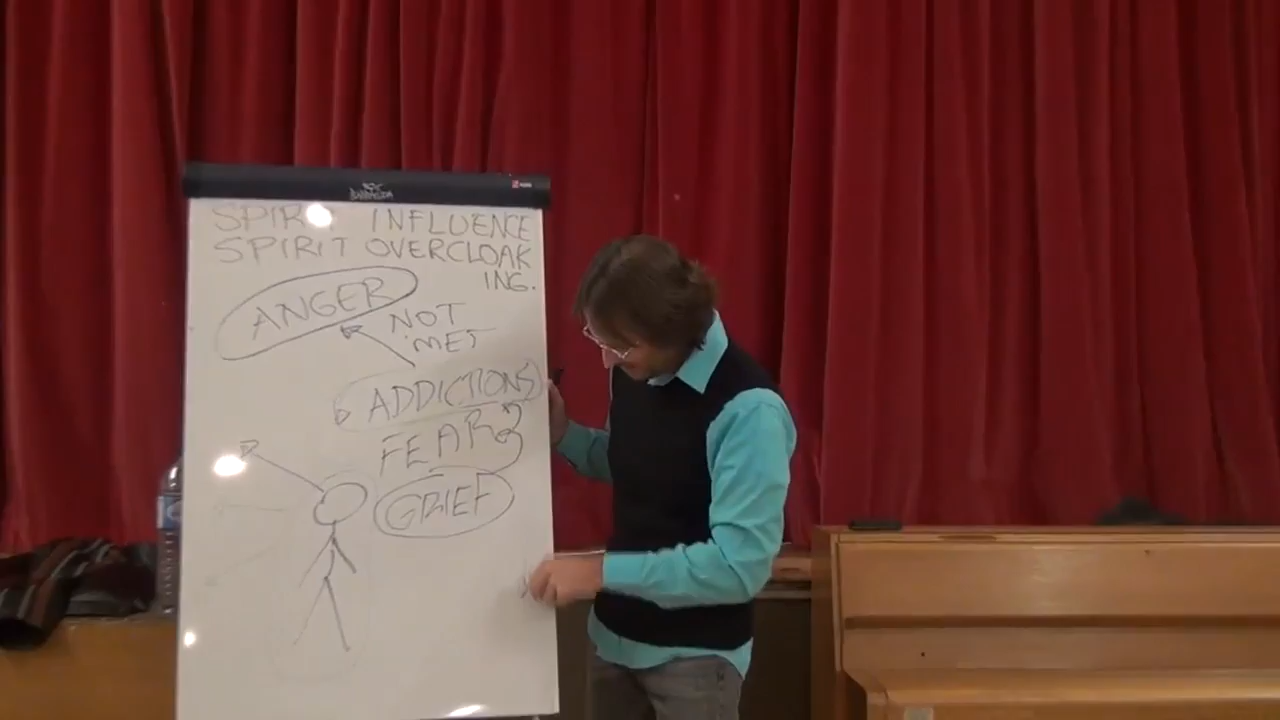 SPIRIT INFLUENCE
SPIRIT OVERCLOAK
ING.
ANGER
NOT
MET
ADDICTIONS
FEAR
GRIEF